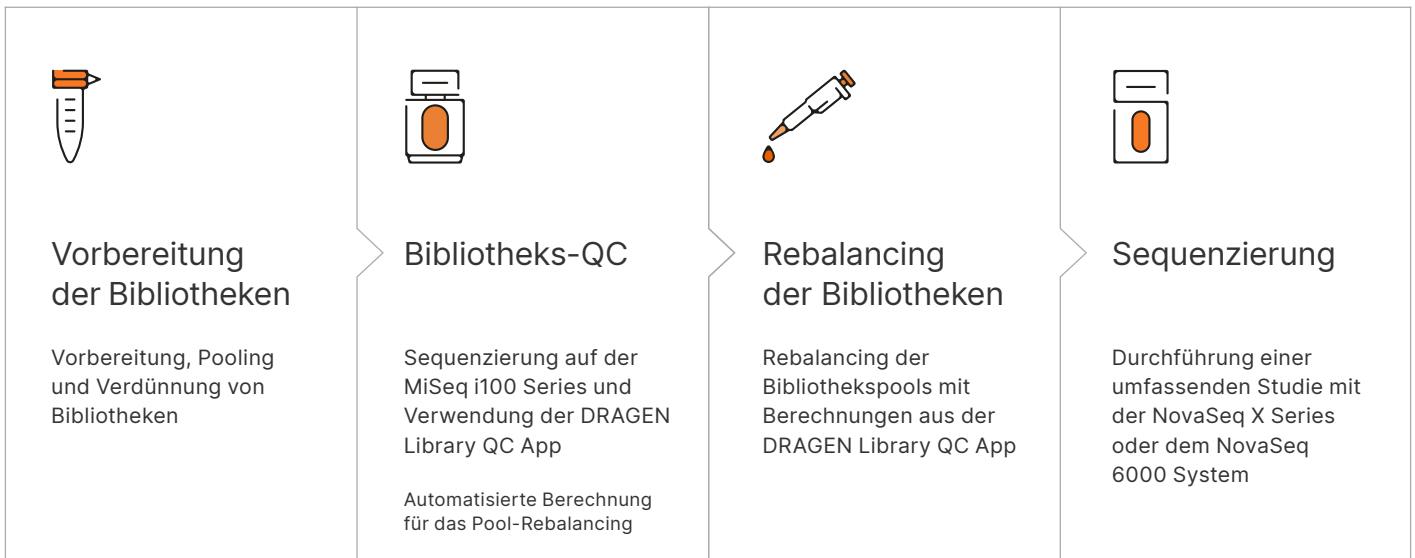 Vorbereitung
der Bibliotheken
Vorbereitung, Pooling
und Verdünnung von
Bibliotheken
Bibliotheks-QC
Sequenzierung auf der
MiSeq i100 Series und
Verwendung der DRAGEN
Library QC App
Automatisierte Berechnung
für das Pool-Rebalancing
Rebalancing
der Bibliotheken
Rebalancing der
Bibliothekspools mit
Berechnungen aus der
DRAGEN Library QC App
Sequenzierung
Durchführung einer
umfassenden Studie mit
der NovaSeq X Series
oder dem NovaSeq
6000 System